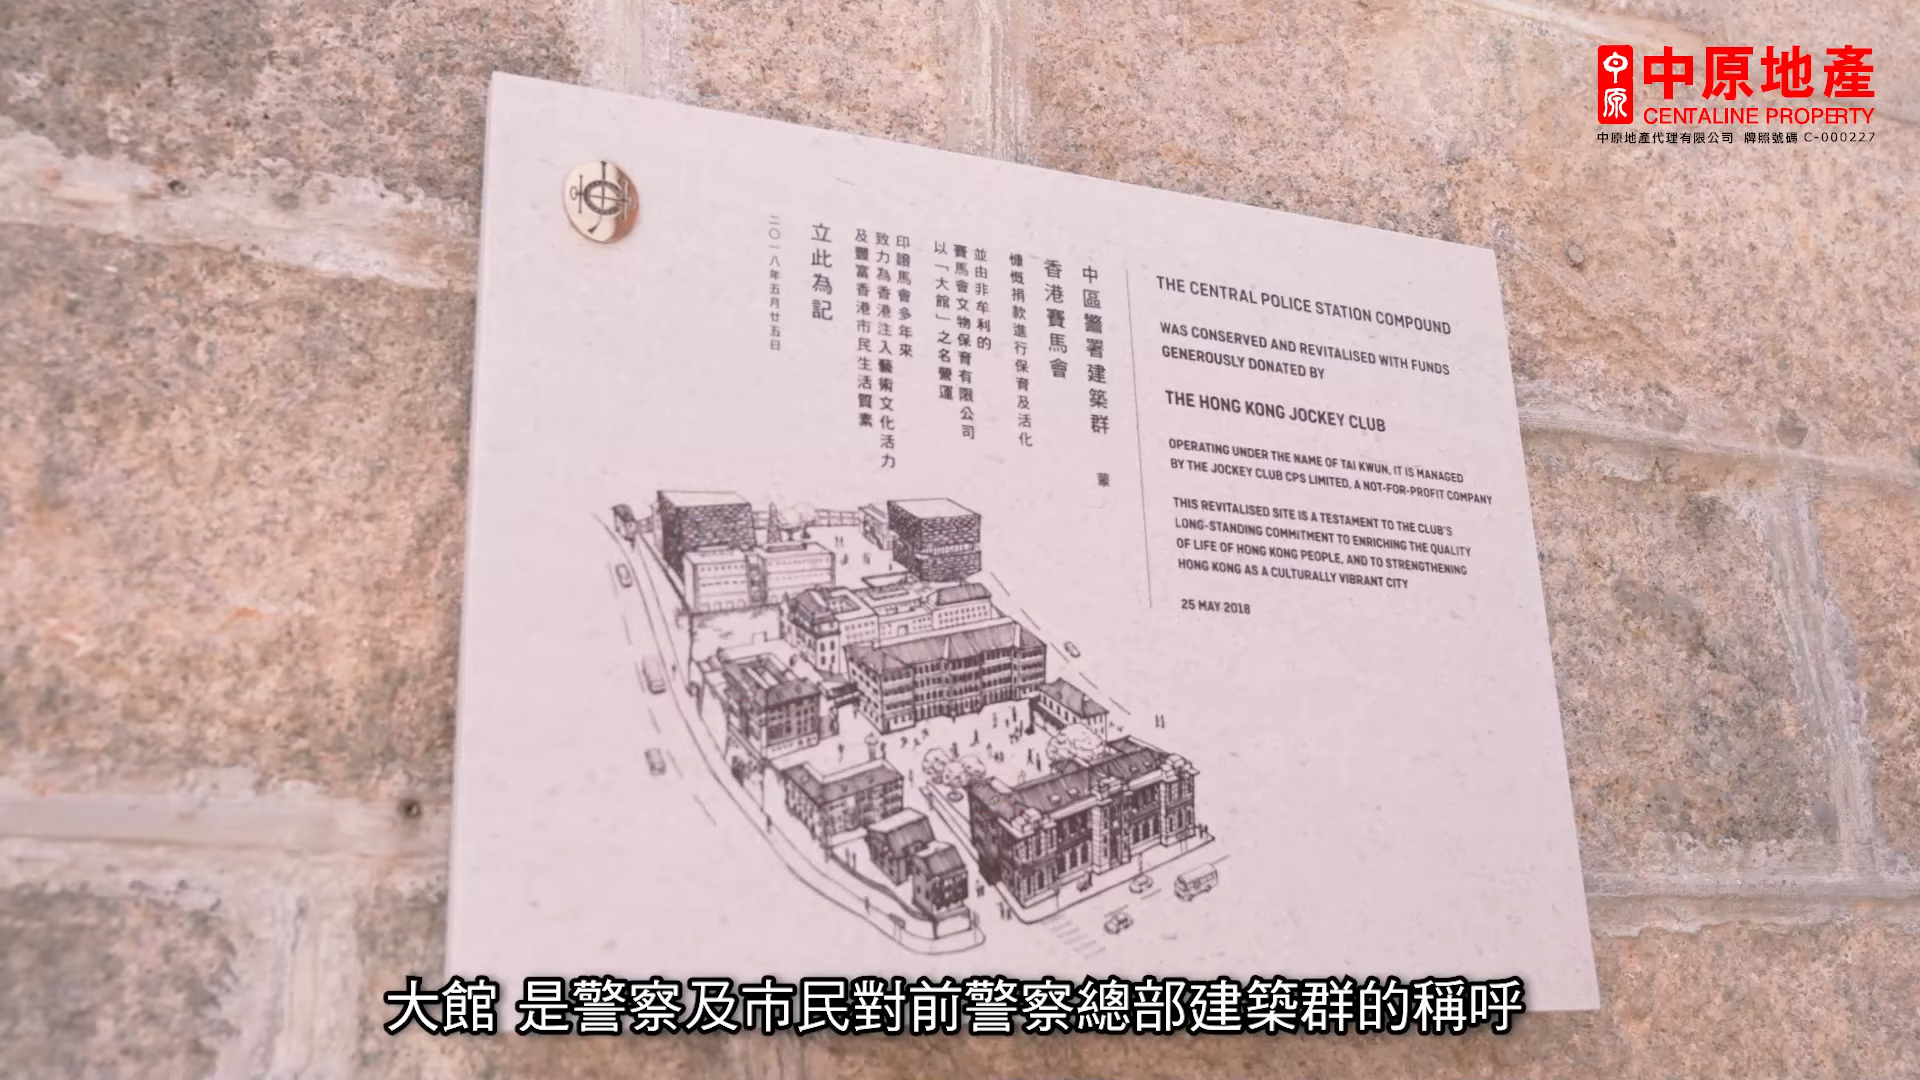 中原
中原地產
CENTALINE PROPERTY
中原地產代理有限公司 牌照號碼 C-000227
中區警署建築群 蒙
香港賽馬會
慷慨捐款進行保育及活化
並由非牟利的
賽馬會文物保育有限公司
以「大館」之名營運
印證馬會多年來
致力為香港注入藝術文化活力
及豐富香港市民生活質素
立此為記
二〇一八年五月廿五日
THE CENTRAL POLICE STATION COMPOUND
WAS CONSERVED AND REVITALISED WITH FUNDS
GENEROUSLY DONATED BY
THE HONG KONG JOCKEY CLUB
OPERATING UNDER THE NAME OF TAI KWUN, IT IS MANAGED
BY THE JOCKEY CLUB CPS LIMITED, A NOT-FOR-PROFIT COMPANY
THIS REVITALISED SITE IS A TESTAMENT TO THE CLUB'S
LONG-STANDING COMMITMENT TO ENRICHING THE QUALITY
OF LIFE OF HONG KONG PEOPLE, AND TO STRENGTHENING
HONG KONG AS A CULTURALLY VIBRANT CITY
25 MAY 2018
大館 是警察及市民對前警察總部建築群的稱呼